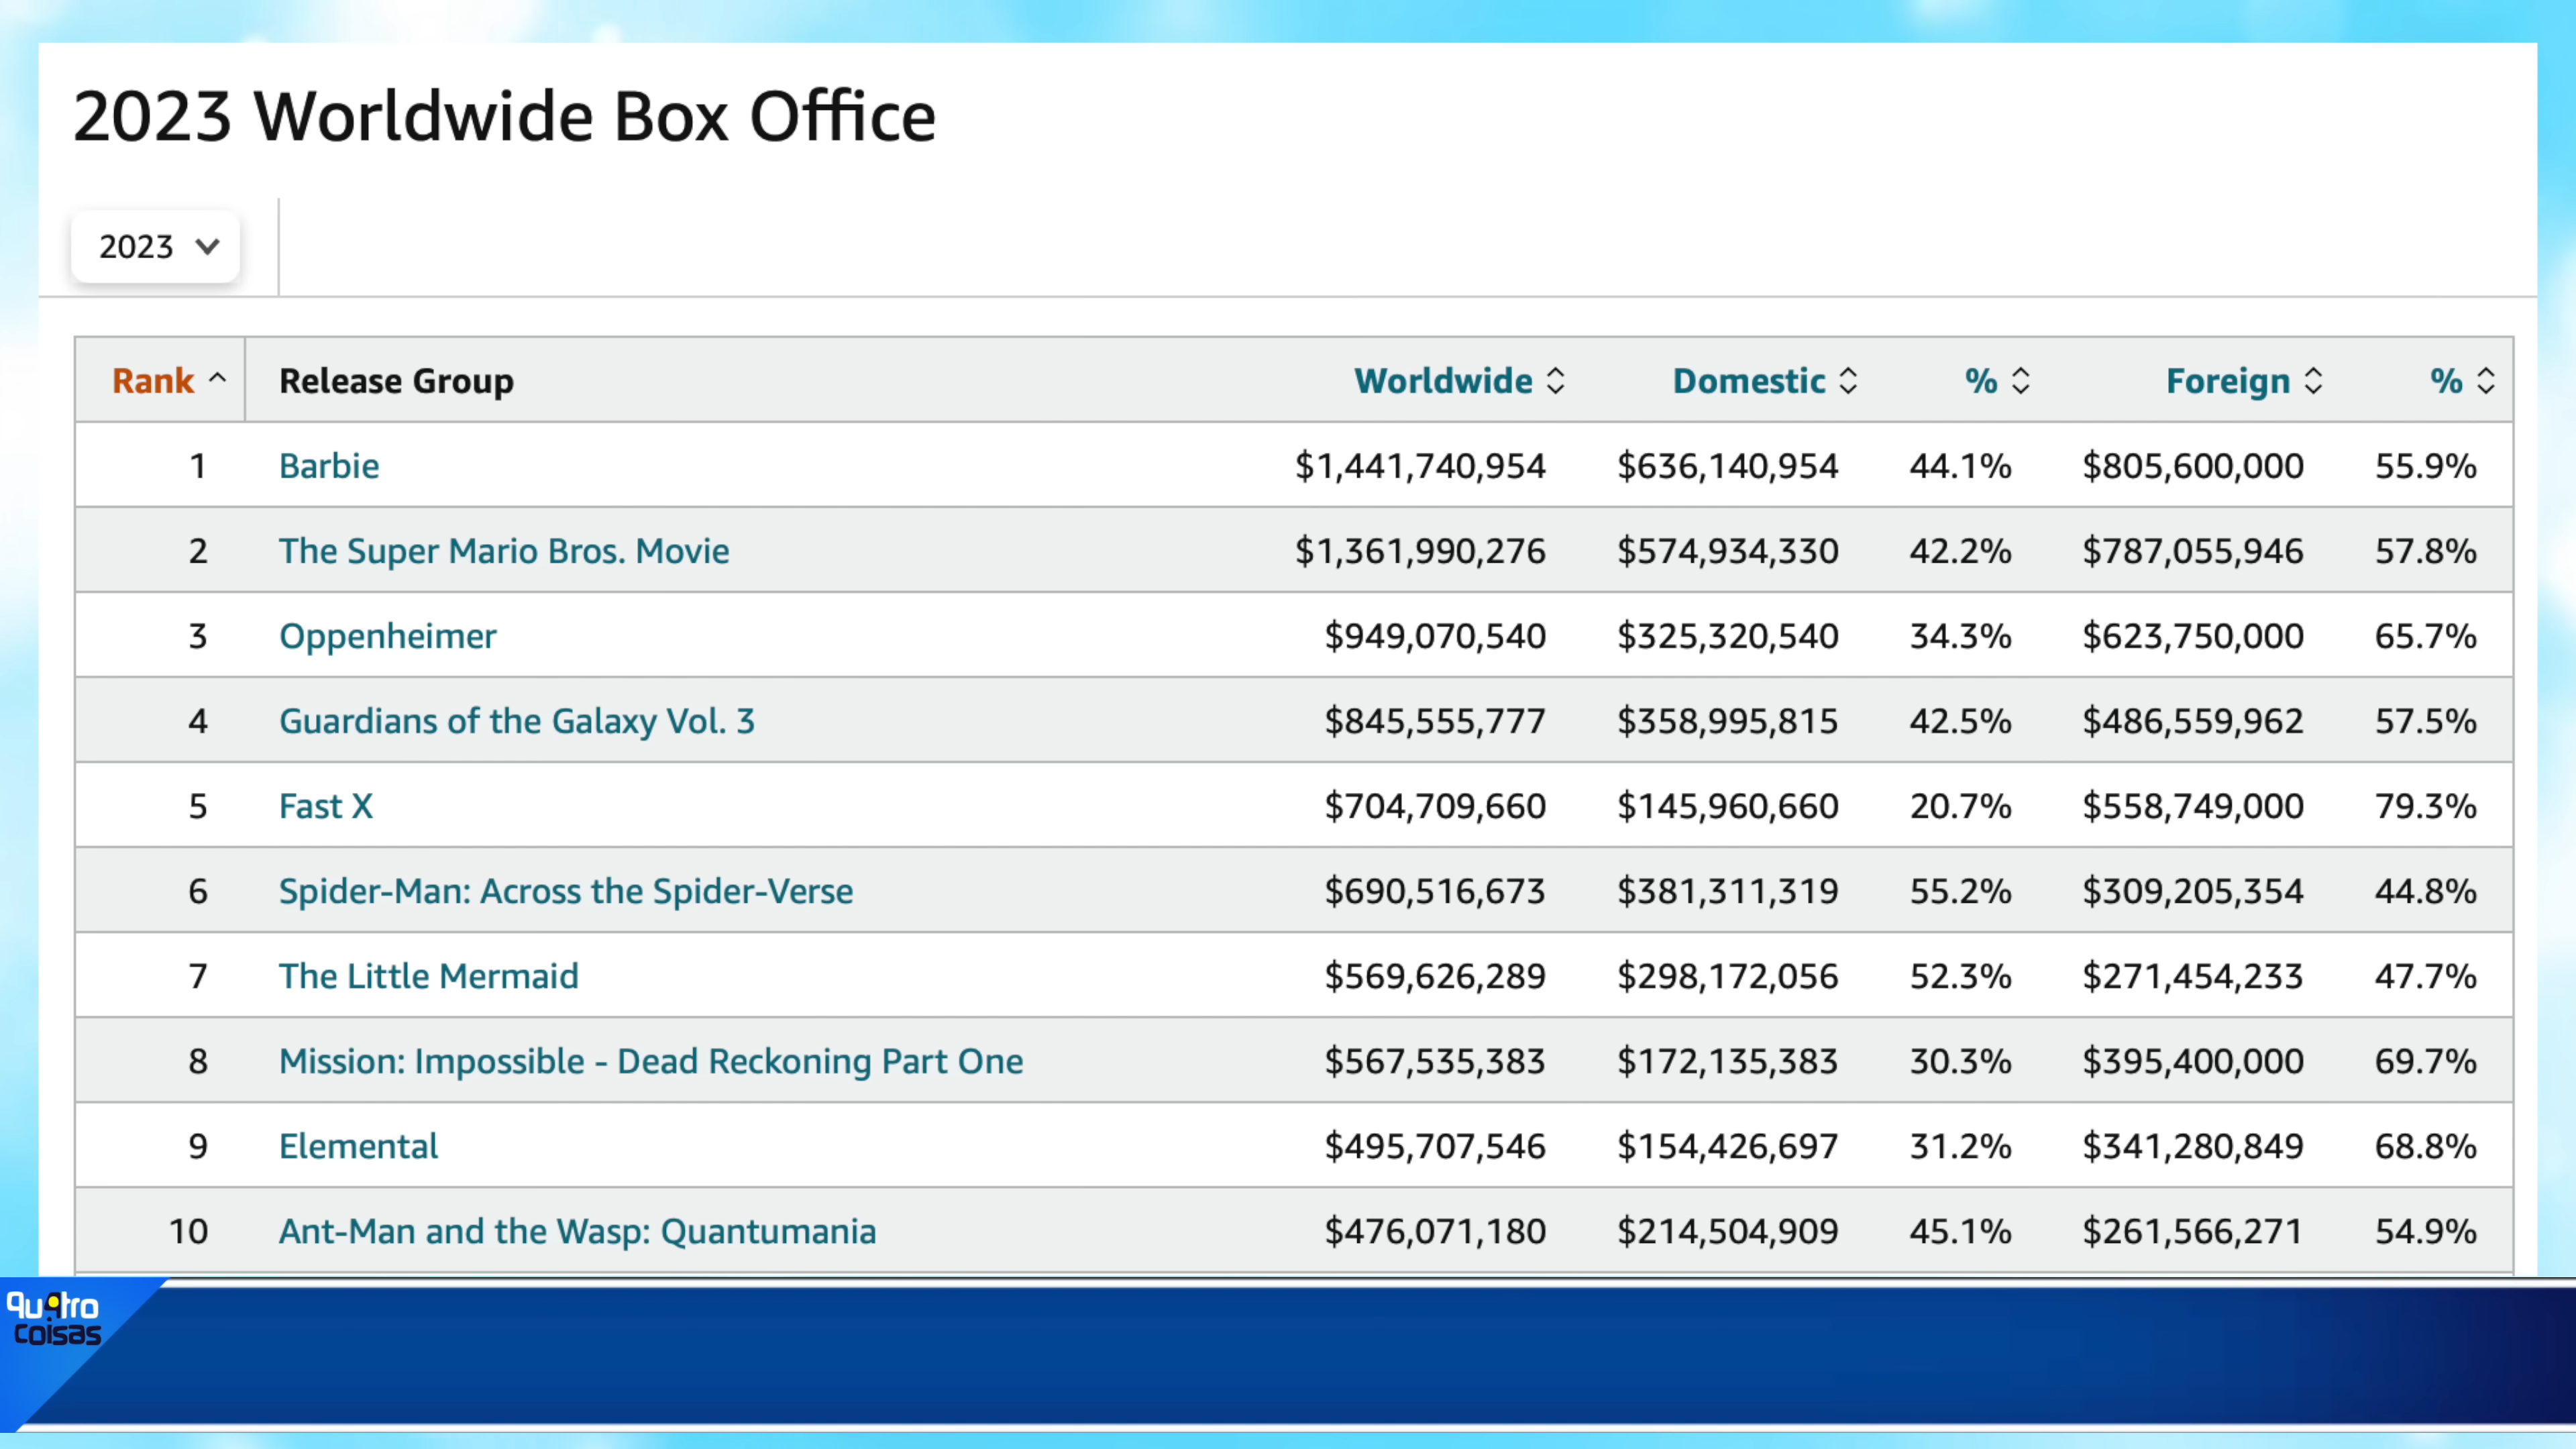 2023 Worldwide Box Office
2023
Rank Release Group Worldwide Domestic % Foreign %
1 Barbie $1,441,740,954 $636,140,954 44.1% $805,600,000 55.9%
2 The Super Mario Bros. Movie $1,361,990,276 $574,934,330 42.2% $787,055,946 57.8%
3 Oppenheimer $949,070,540 $325,320,540 34.3% $623,750,000 65.7%
4 Guardians of the Galaxy Vol. 3 $845,555,777 $358,995,815 42.5% $486,559,962 57.5%
5 Fast X $704,709,660 $145,960,660 20.7% $558,749,000 79.3%
6 Spider-Man: Across the Spider-Verse $690,516,673 $381,311,319 55.2% $309,205,354 44.8%
7 The Little Mermaid $569,626,289 $298,172,056 52.3% $271,454,233 47.7%
8 Mission: Impossible - Dead Reckoning Part One $567,535,383 $172,135,383 30.3% $395,400,000 69.7%
9 Elemental $495,707,546 $154,426,697 31.2% $341,280,849 68.8%
10 Ant-Man and the Wasp: Quantumania $476,071,180 $214,504,909 45.1% $261,566,271 54.9%
qu4tro
coisas